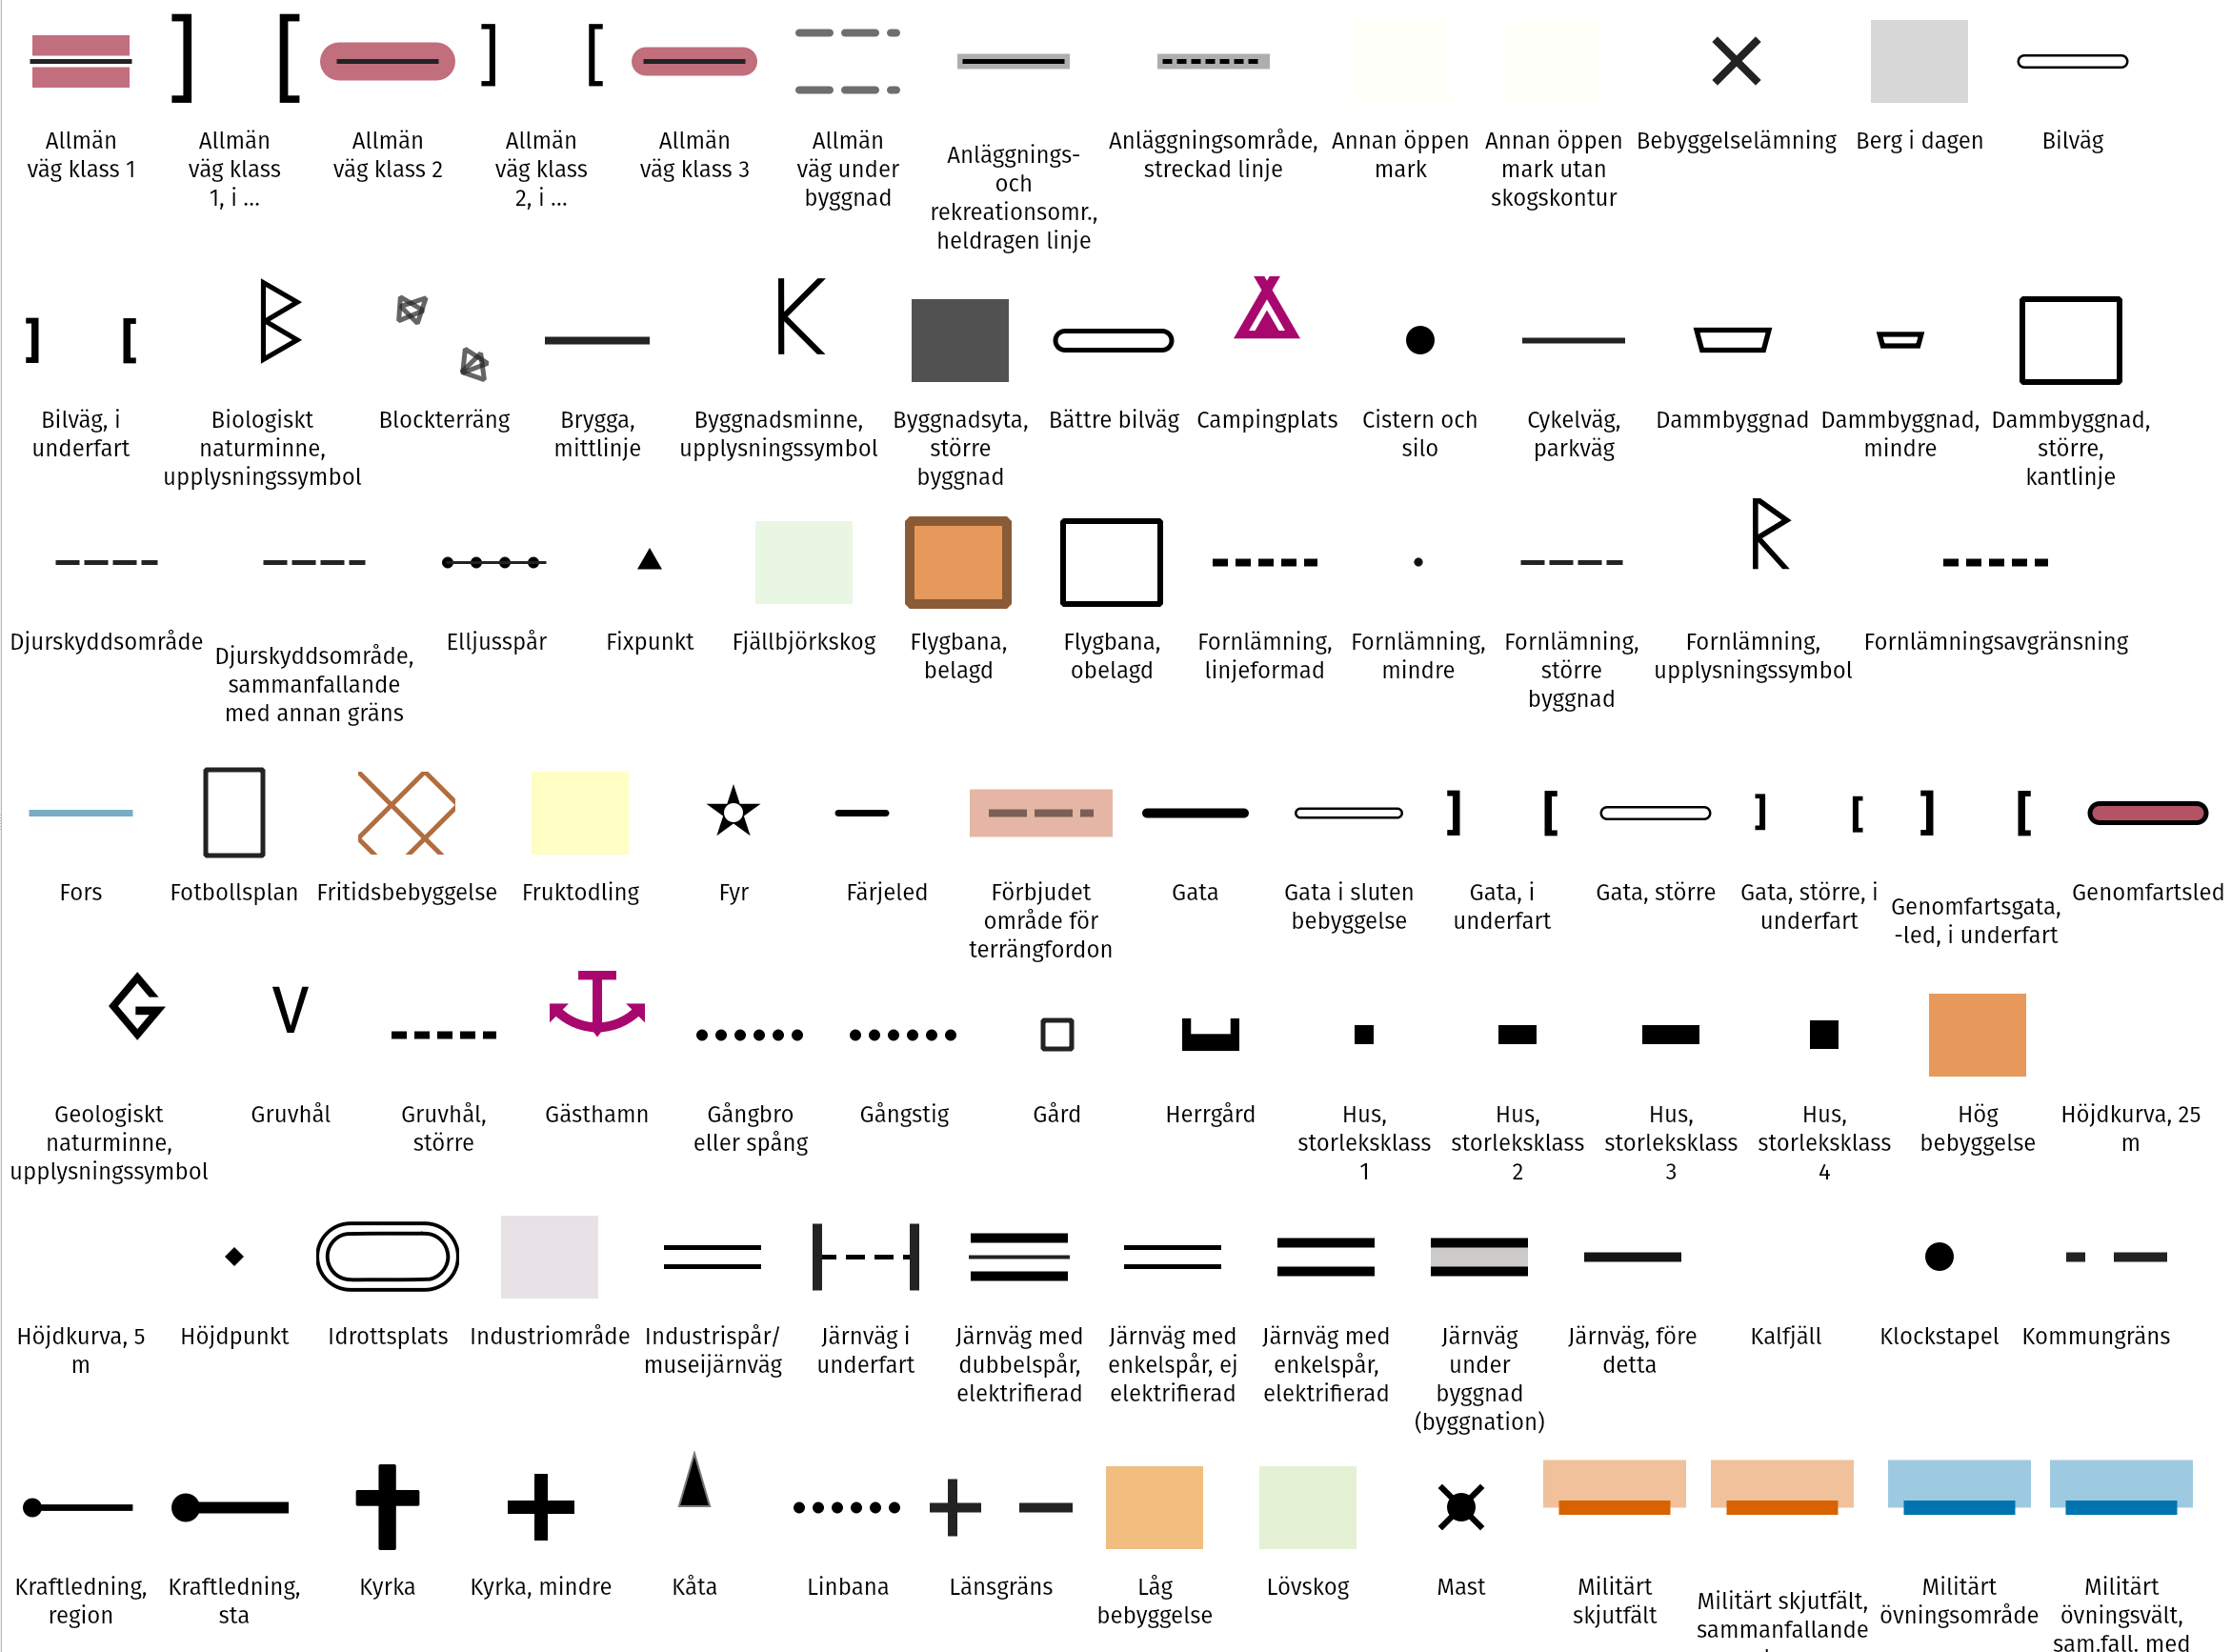 Allmän
väg klass 1
Allmän
väg klass
1, i ...
Allmän
väg klass 2
Allmän
väg klass
2, i ...
Allmän
väg klass 3
Allmän
väg under
byggnad
Anläggnings-
och
rekreationsomr.,
heldragen linje
Anläggningsområde,
streckad linje
Annan öppen
mark
Annan öppen
mark utan
skogskontur
Bebyggelselämning
Berg i dagen
Bilväg
Bilväg, i
underfart
Biologiskt
naturminne,
upplysningssymbol
Blockterräng
Brygga,
mittlinje
Byggnadsminne,
upplysningssymbol
Byggnadsyta,
större
byggnad
Bättre bilväg
Campingplats
Cistern och
silo
Cykelväg,
parkväg
Dammbyggnad
Dammbyggnad,
mindre
Dammbyggnad,
större,
kantlinje
Djurskyddsområde
Djurskyddsområde,
sammanfallande
med annan gräns
Elljusspår
Fixpunkt
Fjällbjörkskog
Flygbana,
belagd
Flygbana,
obelagd
Fornlämning,
linjeformad
Fornlämning,
mindre
Fornlämning,
större
byggnad
Fornlämning,
upplysningssymbol
Fornlämningsavgränsning
Fors
Fotbollsplan
Fritidsbebyggelse
Fruktodling
Fyr
Färjeled
Förbjudet
område för
terrängfordon
Gata
Gata i sluten
bebyggelse
Gata, i
underfart
Gata, större
Gata, större, i
underfart
Genomfartsgata,
-led, i underfart
Genomfartsled
Geologiskt
naturminne,
upplysningssymbol
Gruvhål
Gruvhål,
större
Gästhamn
Gångbro
eller spång
Gångstig
Gård
Herrgård
Hus,
storleksklass
1
Hus,
storleksklass
2
Hus,
storleksklass
3
Hus,
storleksklass
4
Hög
bebyggelse
Höjdkurva, 25
m
Höjdkurva, 5
m
Höjdpunkt
Idrottsplats
Industriområde
Industrispår/
museijärnväg
Järnväg i
underfart
Järnväg med
dubbelspår,
elektrifierad
Järnväg med
enkelspår, ej
elektrifierad
Järnväg med
enkelspår,
elektrifierad
Järnväg
under
byggnad
(byggnation)
Järnväg, före
detta
Kalfjäll
Klockstapel
Kommungräns
Kraftledning,
region
Kraftledning,
sta
Kyrka
Kyrka, mindre
Kåta
Linbana
Länsgräns
Låg
bebyggelse
Lövskog
Mast
Militärt
skjutfält
Militärt skjutfält,
sammanfallande
Militärt
övningsområde
Militärt
övningsvält,
sam.fall. med